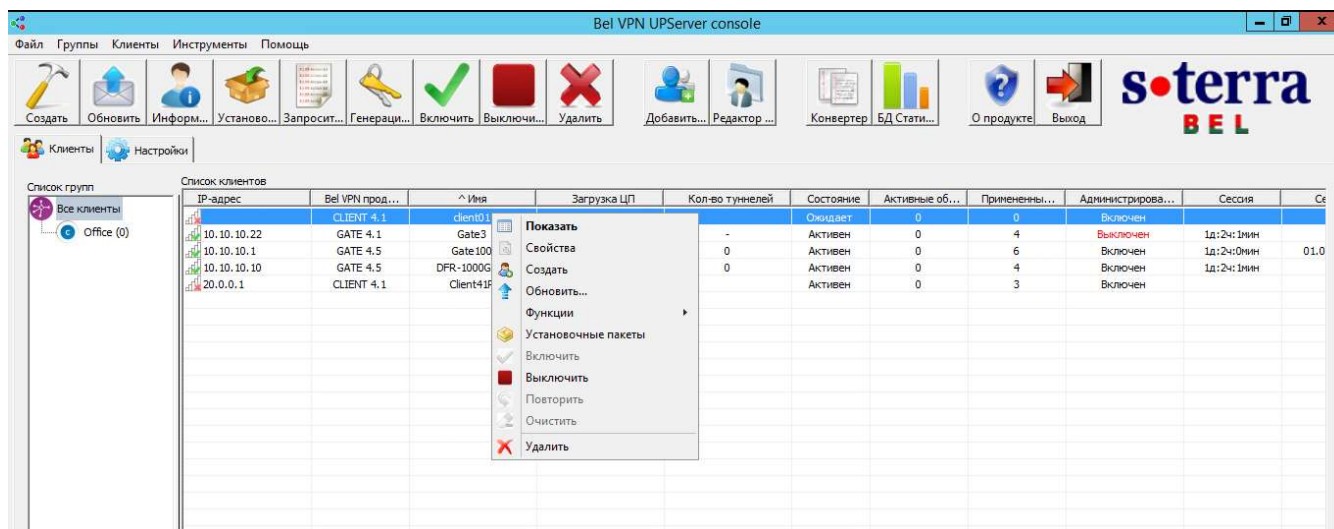 Bel VPN UPServer console
Файл Группы Клиенты Инструменты Помощь
s•terra
BEL
Создать Обновить Информ... Установо... Запросит... Генераци... Включить Выключи... Удалить Добавить... Редактор ... Конвертер БД Стати... О продукте Выход
Клиенты Настройки
Список групп
Список клиентов
Все клиенты
Office (0)
IP-адрес Bel VPN прод... ^ Имя Загрузка ЦП Кол-во туннелей Состояние Активные об... Примененны... Администрирова... Сессия Се
CLIENT 4.1 client01 Ожидает 0 0 Включен
10.10.10.22 GATE 4.1 Gate3 - Активен 0 4 Выключен 1д:2ч:1мин
10.10.10.1 GATE 4.5 Gate100 0 Активен 0 6 Включен 1д:2ч:0мин 01.0
10.10.10.10 GATE 4.5 DFR-1000G 0 Активен 0 4 Включен 1д:2ч:1мин
20.0.0.1 CLIENT 4.1 Активен 0 3 Включен
Показать
Свойства
Создать
Обновить...
Функции
Установочные пакеты
Включить
Выключить
Повторить
Очистить
Удалить